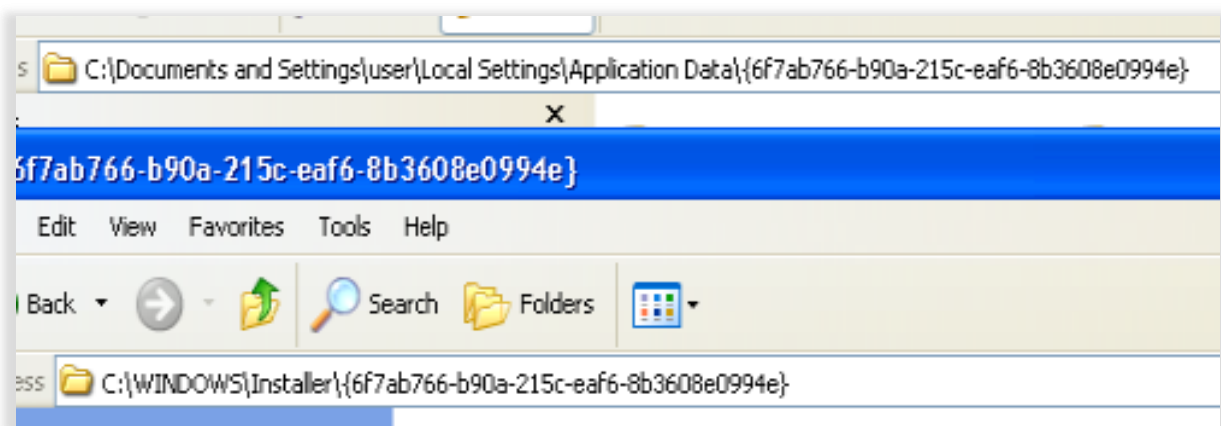 s C:\Documents and Settings\user\Local Settings\Application Data\{6f7ab766-b90a-215c-eaf6-8b3608e0994e}
x
6f7ab766-b90a-215c-eaf6-8b3608e0994e}
Edit View Favorites Tools Help
Back Search Folders
ess C:\WINDOWS\Installer\{6f7ab766-b90a-215c-eaf6-8b3608e0994e}